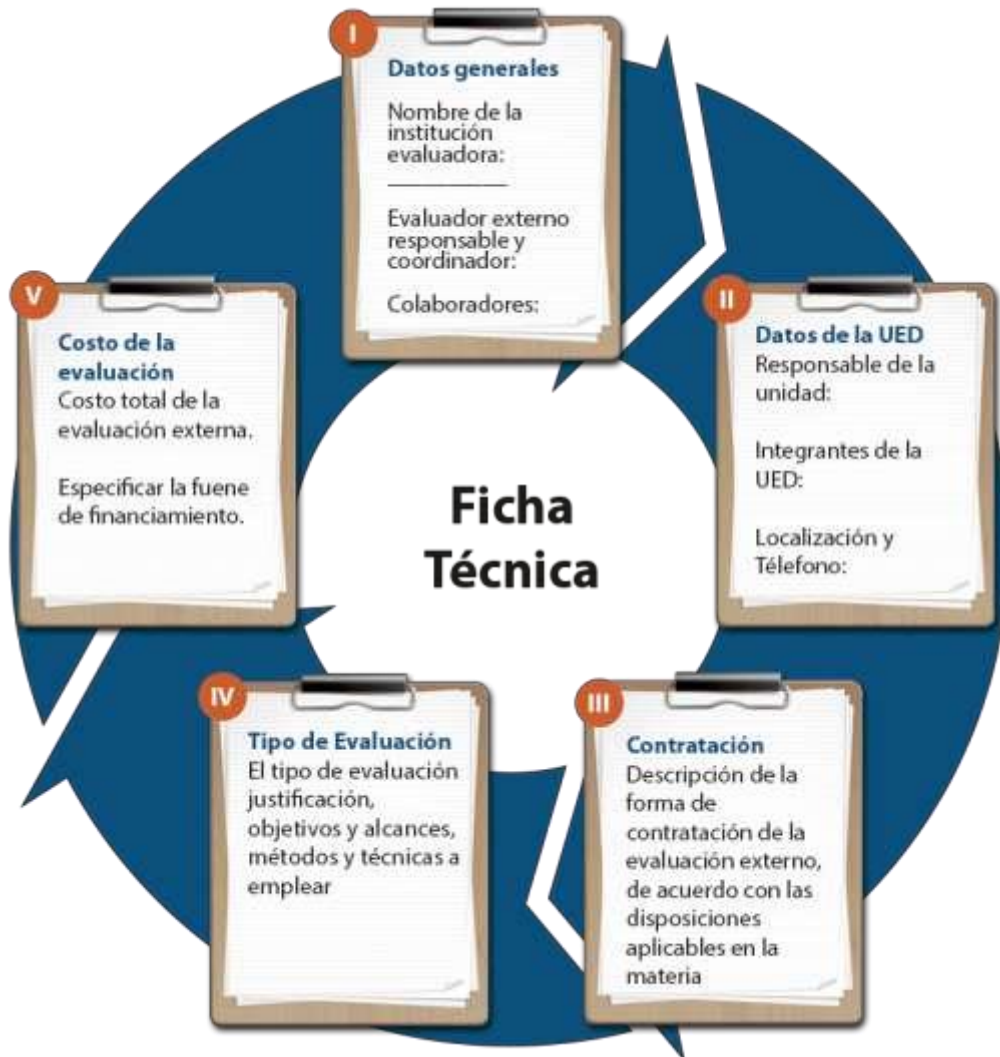 I
Datos generales
Nombre de la
institución
evaluadora:
___________
Evaluador externo
responsable y
coordinador:
Colaboradores:
II
Datos de la UED
Responsable de la
unidad:
Integrantes de la
UED:
Localización y
Télefono:
III
Contratación
Descripción de la
forma de
contratación de la
evaluación externo,
de acuerdo con las
disposiciones
aplicables en la
materia
IV
Tipo de Evaluación
El tipo de evaluación
justificación,
objetivos y alcances,
métodos y técnicas a
emplear
V
Costo de la
evaluación
Costo total de la
evaluación externa.
Especificar la fuene
de financiamiento.
Ficha
Técnica